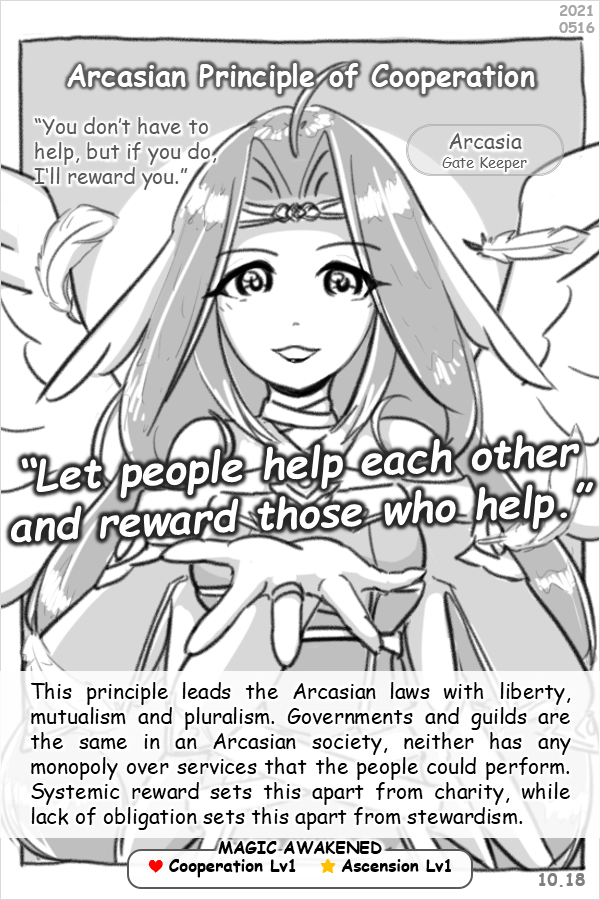 2021
0516
Arcasian Principle of Cooperation
“You don’t have to
help, but if you do,
I’ll reward you.”
Arcasia
Gate Keeper
“Let people help each other
and reward those who help.”
This principle leads the Arcasian laws with liberty,
mutualism and pluralism. Governments and guilds are
the same in an Arcasian society, neither has any
monopoly over services that the people could perform.
Systemic reward sets this apart from charity, while
lack of obligation sets this apart from stewardism.
MAGIC AWAKENED
Cooperation Lv1 Ascension Lv1
10.18